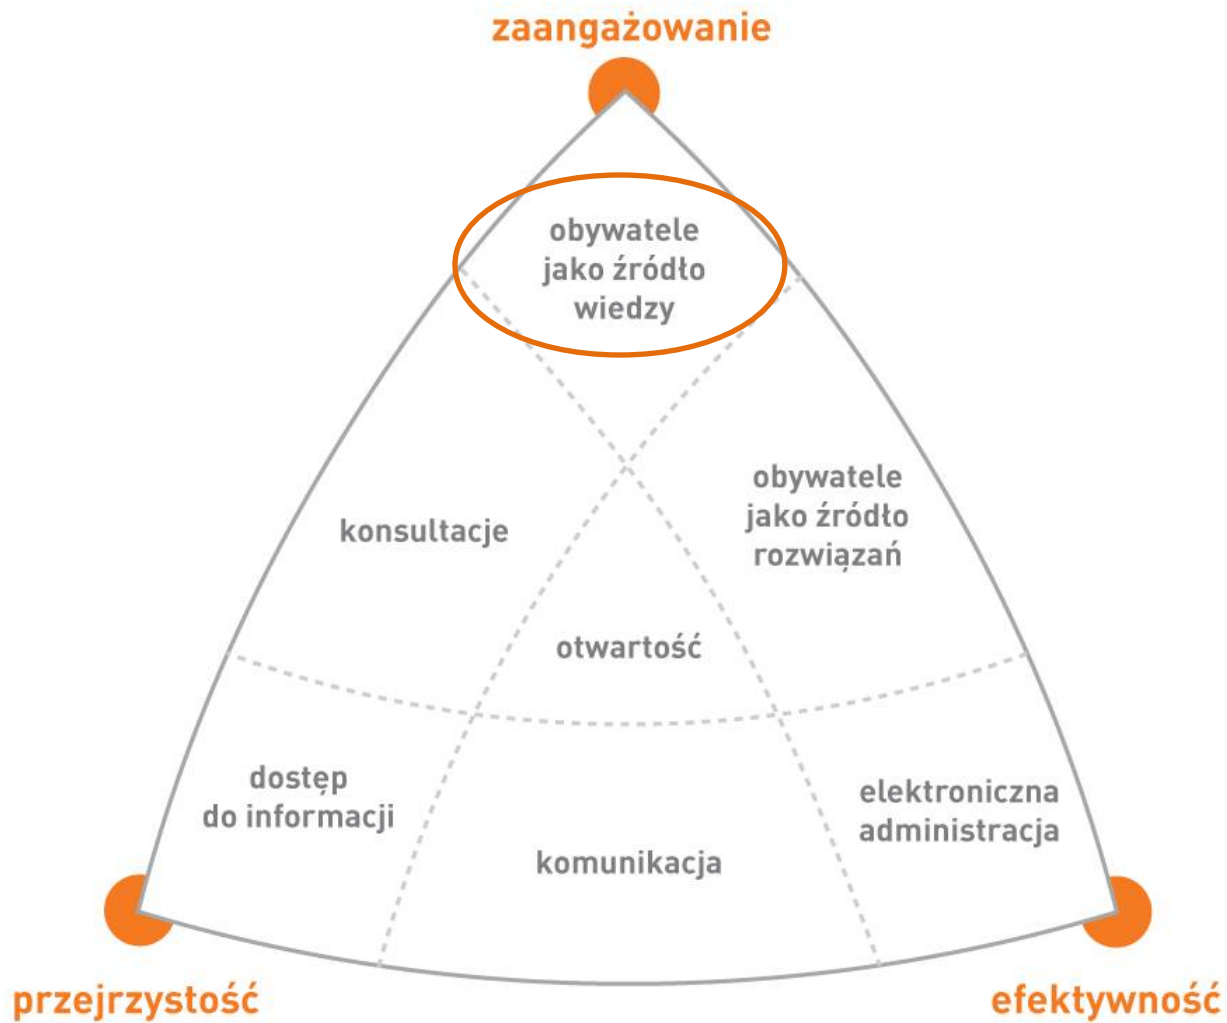 zaangażowanie
obywatele
jako źródło
wiedzy
konsultacje
obywatele
jako źródło
rozwiązań
otwartość
dostęp
do informacji
komunikacja
elektroniczna
administracja
przejrzystość
efektywność